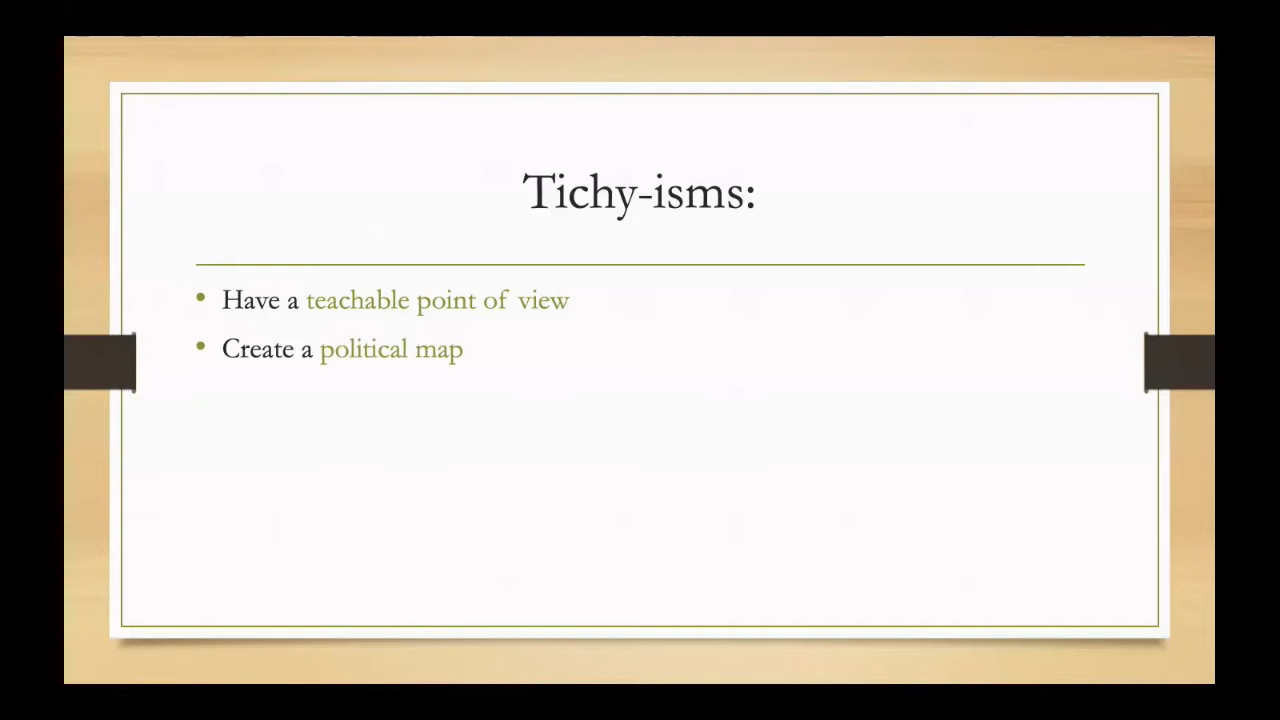 Tichy-isms:
• Have a teachable point of view
• Create a political map